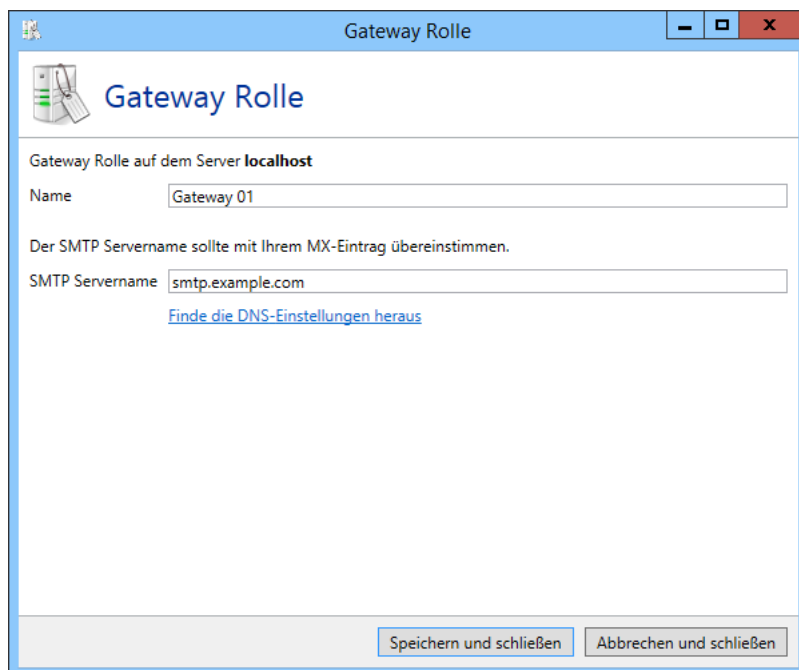 Gateway Rolle
Gateway Rolle
Gateway Rolle auf dem Server localhost
Name Gateway 01
Der SMTP Servername sollte mit Ihrem MX-Eintrag übereinstimmen.
SMTP Servername smtp.example.com
Finde die DNS-Einstellungen heraus
Speichern und schließen Abbrechen und schließen